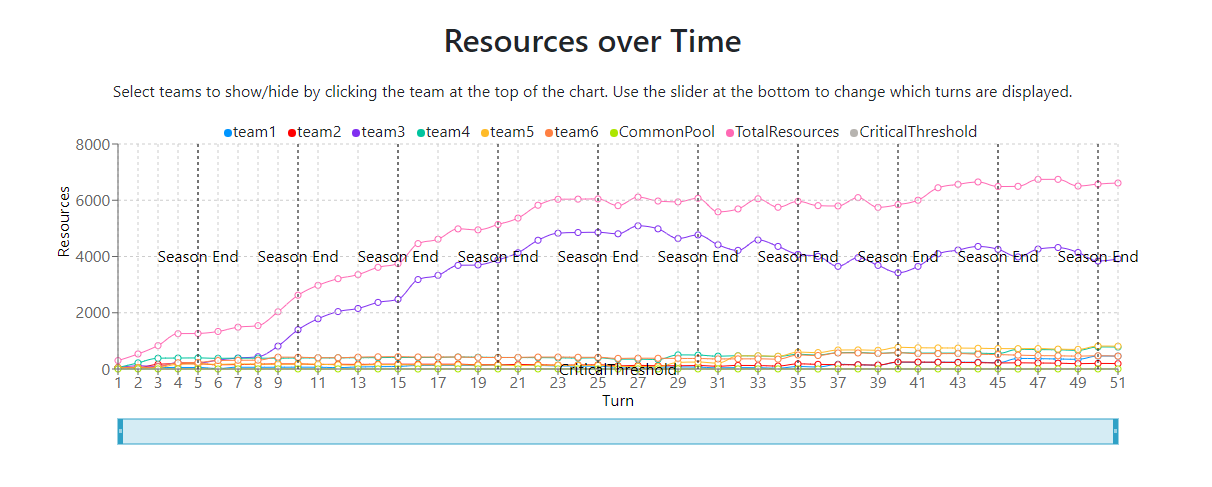 Resources over Time
Select teams to show/hide by clicking the team at the top of the chart. Use the slider at the bottom to change which turns are displayed.
team1 team2 team3 team4 team5 team6 CommonPool TotalResources CriticalThreshold
8000
6000
Resources
4000
Season End Season End Season End Season End Season End Season End Season End Season End Season End Season End
2000
0
CriticalThreshold
1 2 3 4 5 6 7 8 9 11 13 15 17 19 21 23 25 27 29 31 33 35 37 39 41 43 45 47 49 51
Turn